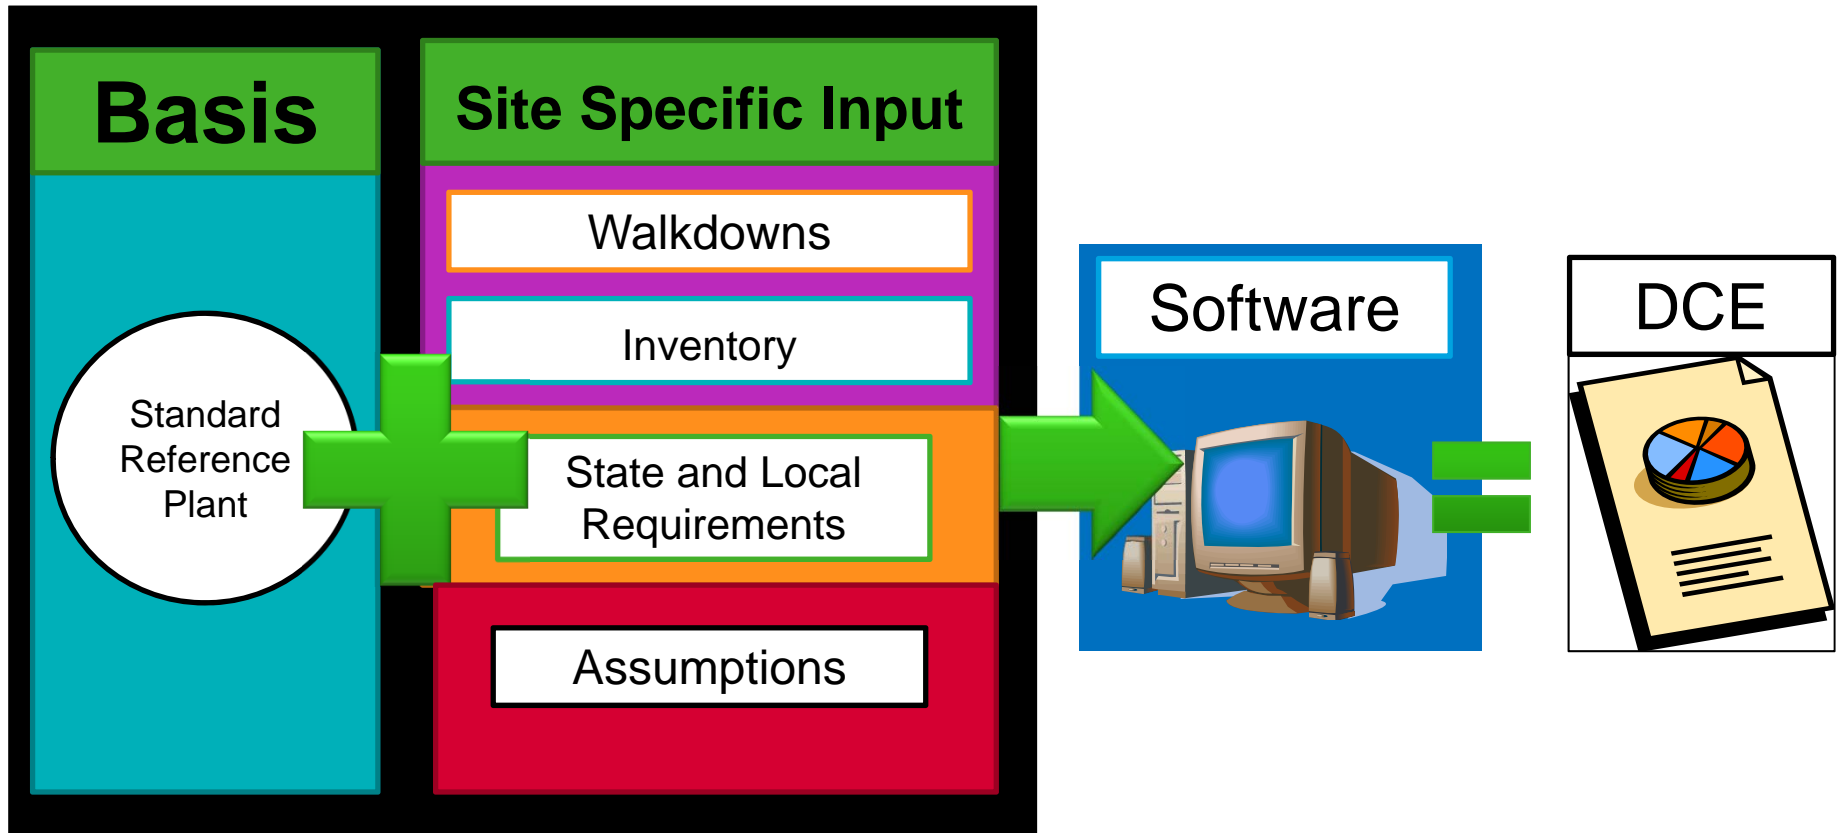 Basis
Site Specific Input
Walkdowns
Inventory
Standard
Reference
Plant
State and Local
Requirements
Assumptions
Software
DCE